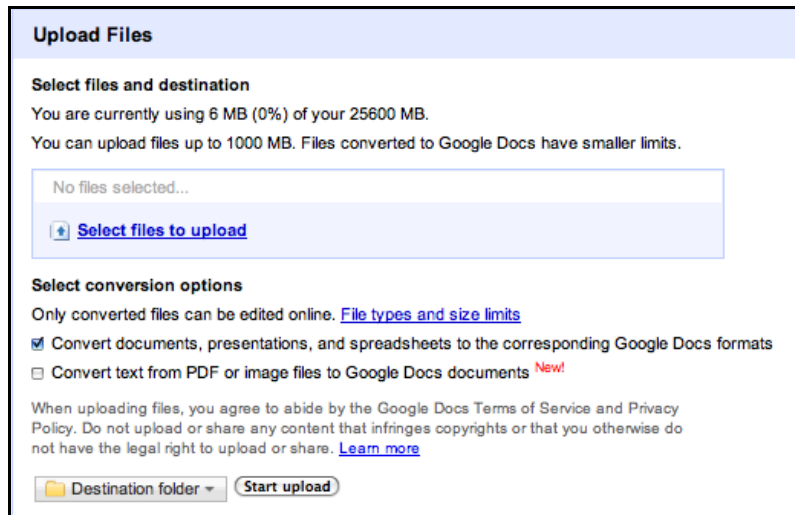 Upload Files
Select files and destination
You are currently using 6 MB (0%) of your 25600 MB.
You can upload files up to 1000 MB. Files converted to Google Docs have smaller limits.
No files selected...
Select files to upload
Select conversion options
Only converted files can be edited online. File types and size limits
Convert documents, presentations, and spreadsheets to the corresponding Google Docs formats
Convert text from PDF or image files to Google Docs documents New!
When uploading files, you agree to abide by the Google Docs Terms of Service and Privacy
Policy. Do not upload or share any content that infringes copyrights or that you otherwise do
not have the legal right to upload or share. Learn more
Destination folder Start upload